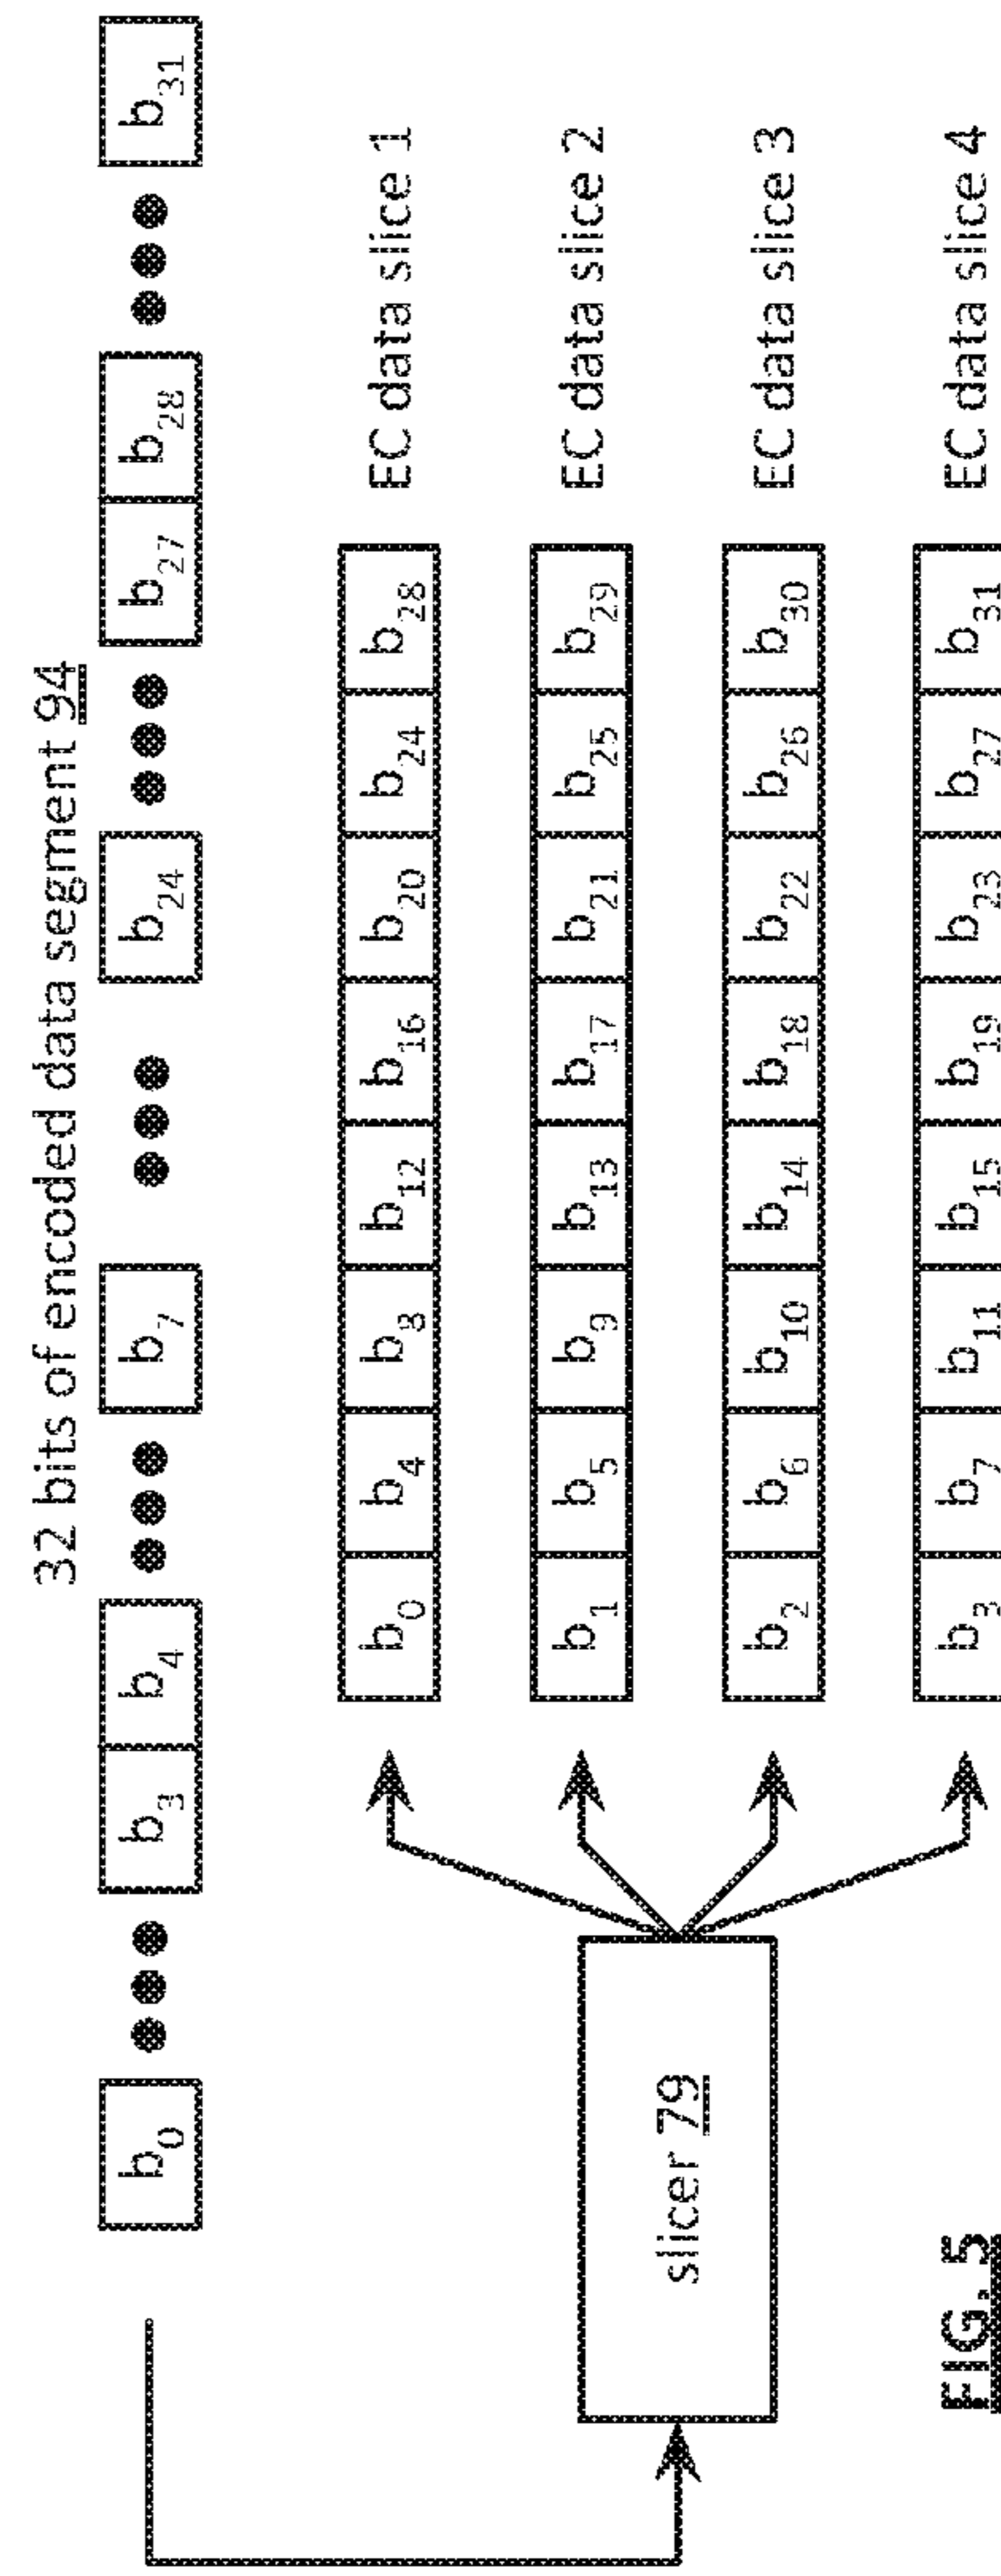 32 bits of encoded data segment 94
b0 b3 b4 b7 b24 b27 b28 b31
b0 b4 b8 b12 b16 b20 b24 b28 EC data slice 1
b1 b5 b9 b13 b17 b21 b25 b29 EC data slice 2
slicer 79
b2 b6 b10 b14 b18 b22 b26 b30 EC data slice 3
b3 b7 b11 b15 b19 b23 b27 b31 EC data slice 4
FIG. 5